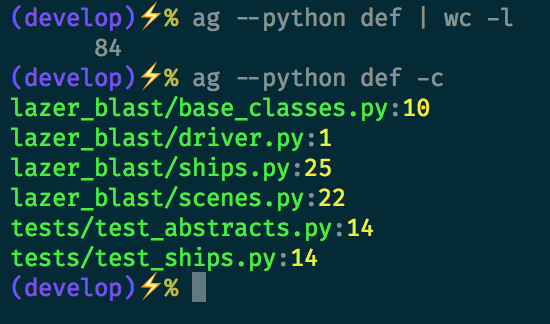 (develop)⚡% ag --python def | wc -l
84
(develop)⚡% ag --python def -c
lazer_blast/base_classes.py:10
lazer_blast/driver.py:1
lazer_blast/ships.py:25
lazer_blast/scenes.py:22
tests/test_abstracts.py:14
tests/test_ships.py:14
(develop)⚡%